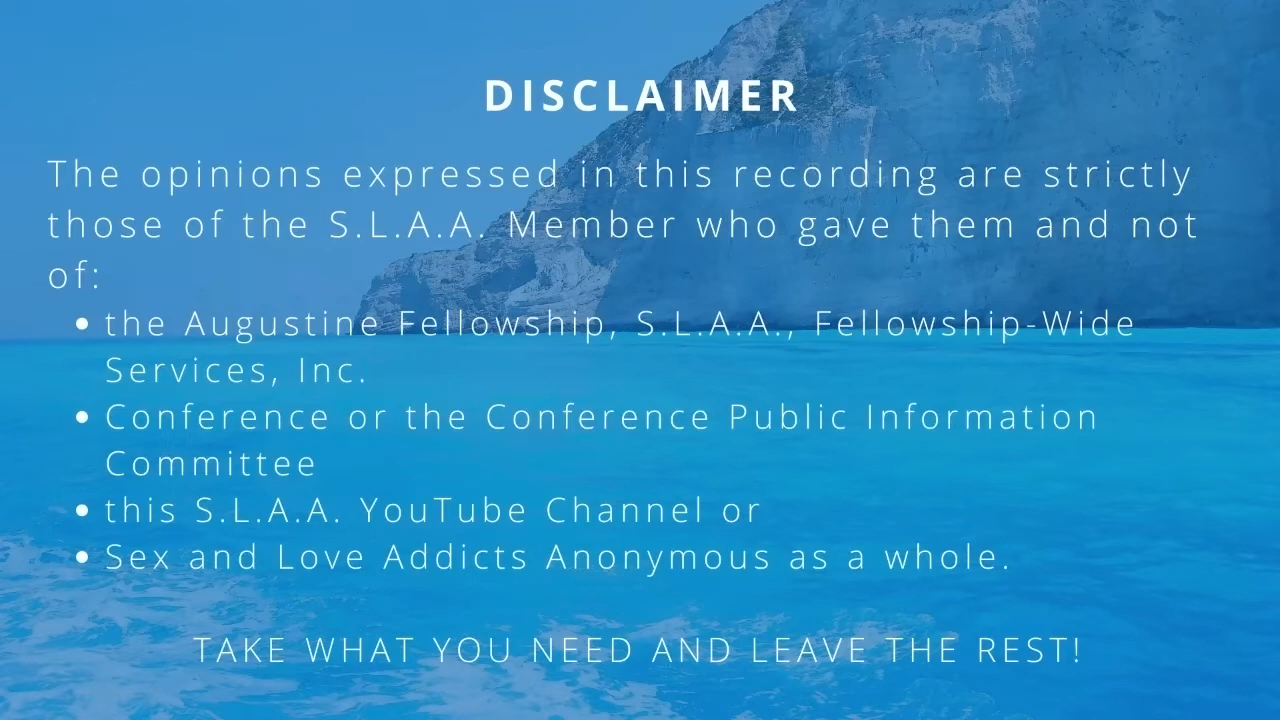 DISCLAIMER
The opinions expressed in this recording are strictly
those of the S.L.A.A. Member who gave them and not
of:
• the Augustine Fellowship, S.L.A.A., Fellowship-Wide
Services, Inc.
• Conference or the Conference Public Information
Committee
• this S.L.A.A. YouTube Channel or
• Sex and Love Addicts Anonymous as a whole.
TAKE WHAT YOU NEED AND LEAVE THE REST!